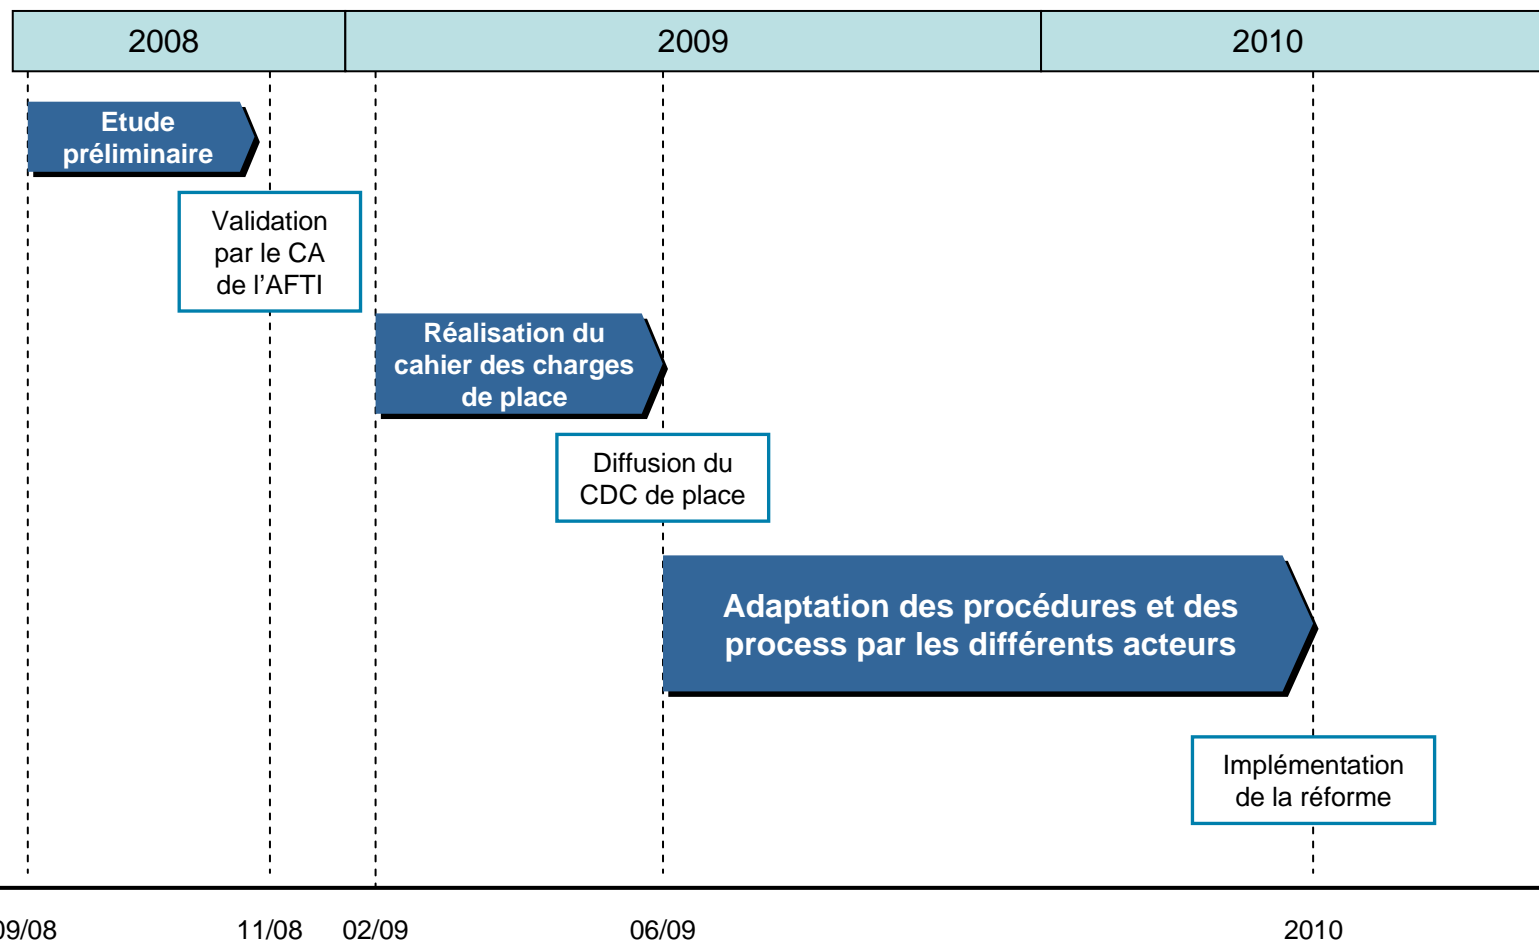 2008
2009
2010
Etude
préliminaire
Validation
par le CA
de l’AFTI
Réalisation du
cahier des charges
de place
Diffusion du
CDC de place
Adaptation des procédures et des
process par les différents acteurs
Implémentation
de la réforme
09/08
11/08
02/09
06/09
2010